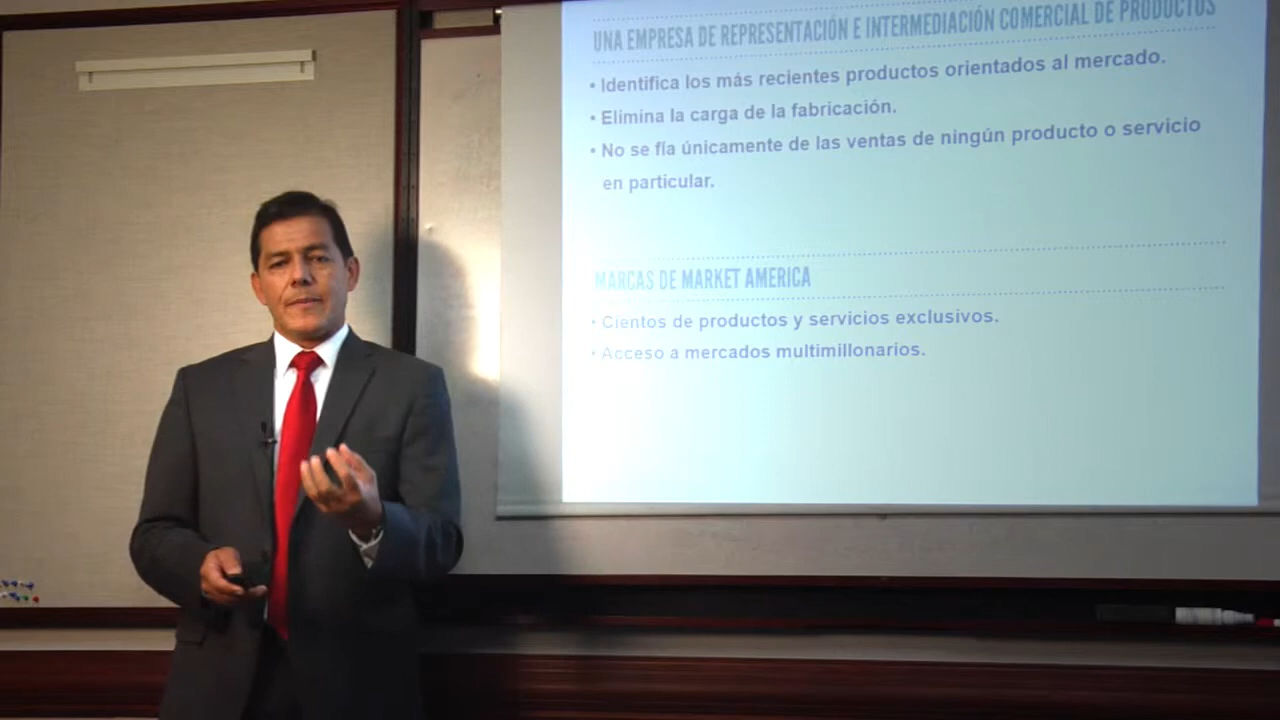 UNA EMPRESA DE REPRESENTACIÓN E INTERMEDIACIÓN COMERCIAL DE PRODUCTOS
• Identifica los más recientes productos orientados al mercado.
• Elimina la carga de la fabricación.
• No se fía únicamente de las ventas de ningún producto o servicio
en particular.
MARCAS DE MARKET AMERICA
• Cientos de productos y servicios exclusivos.
• Acceso a mercados multimillonarios.